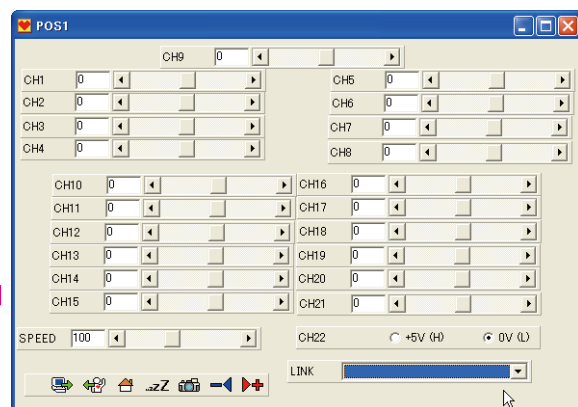 POS1
CH9 0
CH1 0
CH5 0
CH2 0
CH6 0
CH3 0
CH7 0
CH4 0
CH8 0
CH10 0
CH16 0
CH11 0
CH17 0
CH12 0
CH18 0
CH13 0
CH19 0
CH14 0
CH20 0
CH15 0
CH21 0
SPEED 100
CH22 +5V (H) 0V (L)
LINK
..zZ